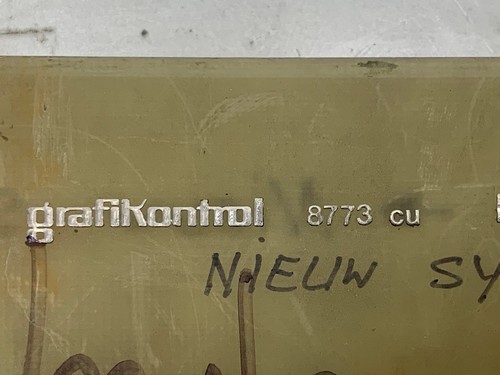 grafikontrol 8773 cu
NIEUW SY